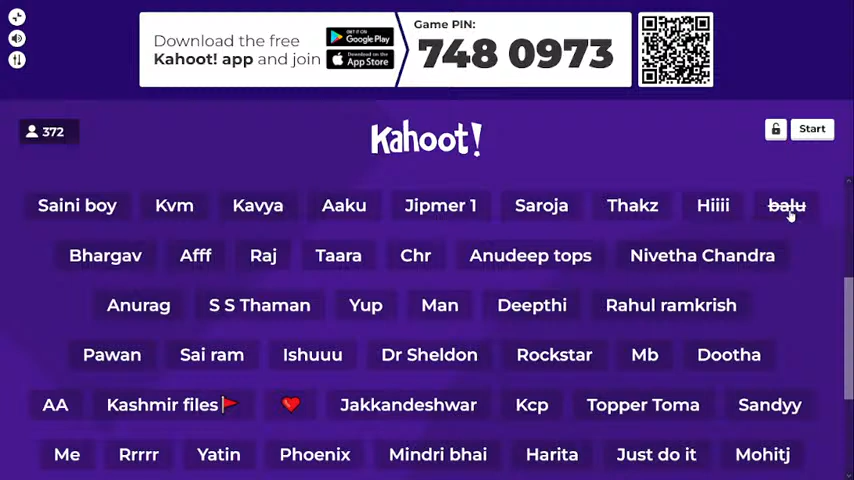 Download the free
Kahoot! app and join
GET IT ON
Google Play
Download on the
App Store
Game PIN:
748 0973
372
Kahoot!
Start
Saini boy Kvm Kavya Aaku Jipmer 1 Saroja Thakz Hiiii balu
Bhargav Afff Raj Taara Chr Anudeep tops Nivetha Chandra
Anurag S S Thaman Yup Man Deepthi Rahul ramkrish
Pawan Sai ram Ishuuu Dr Sheldon Rockstar Mb Dootha
AA Kashmir files🚩 ❤️ Jakkandeshwar Kcp Topper Toma Sandyy
Me Rrrrr Yatin Phoenix Mindri bhai Harita Just do it Mohitj